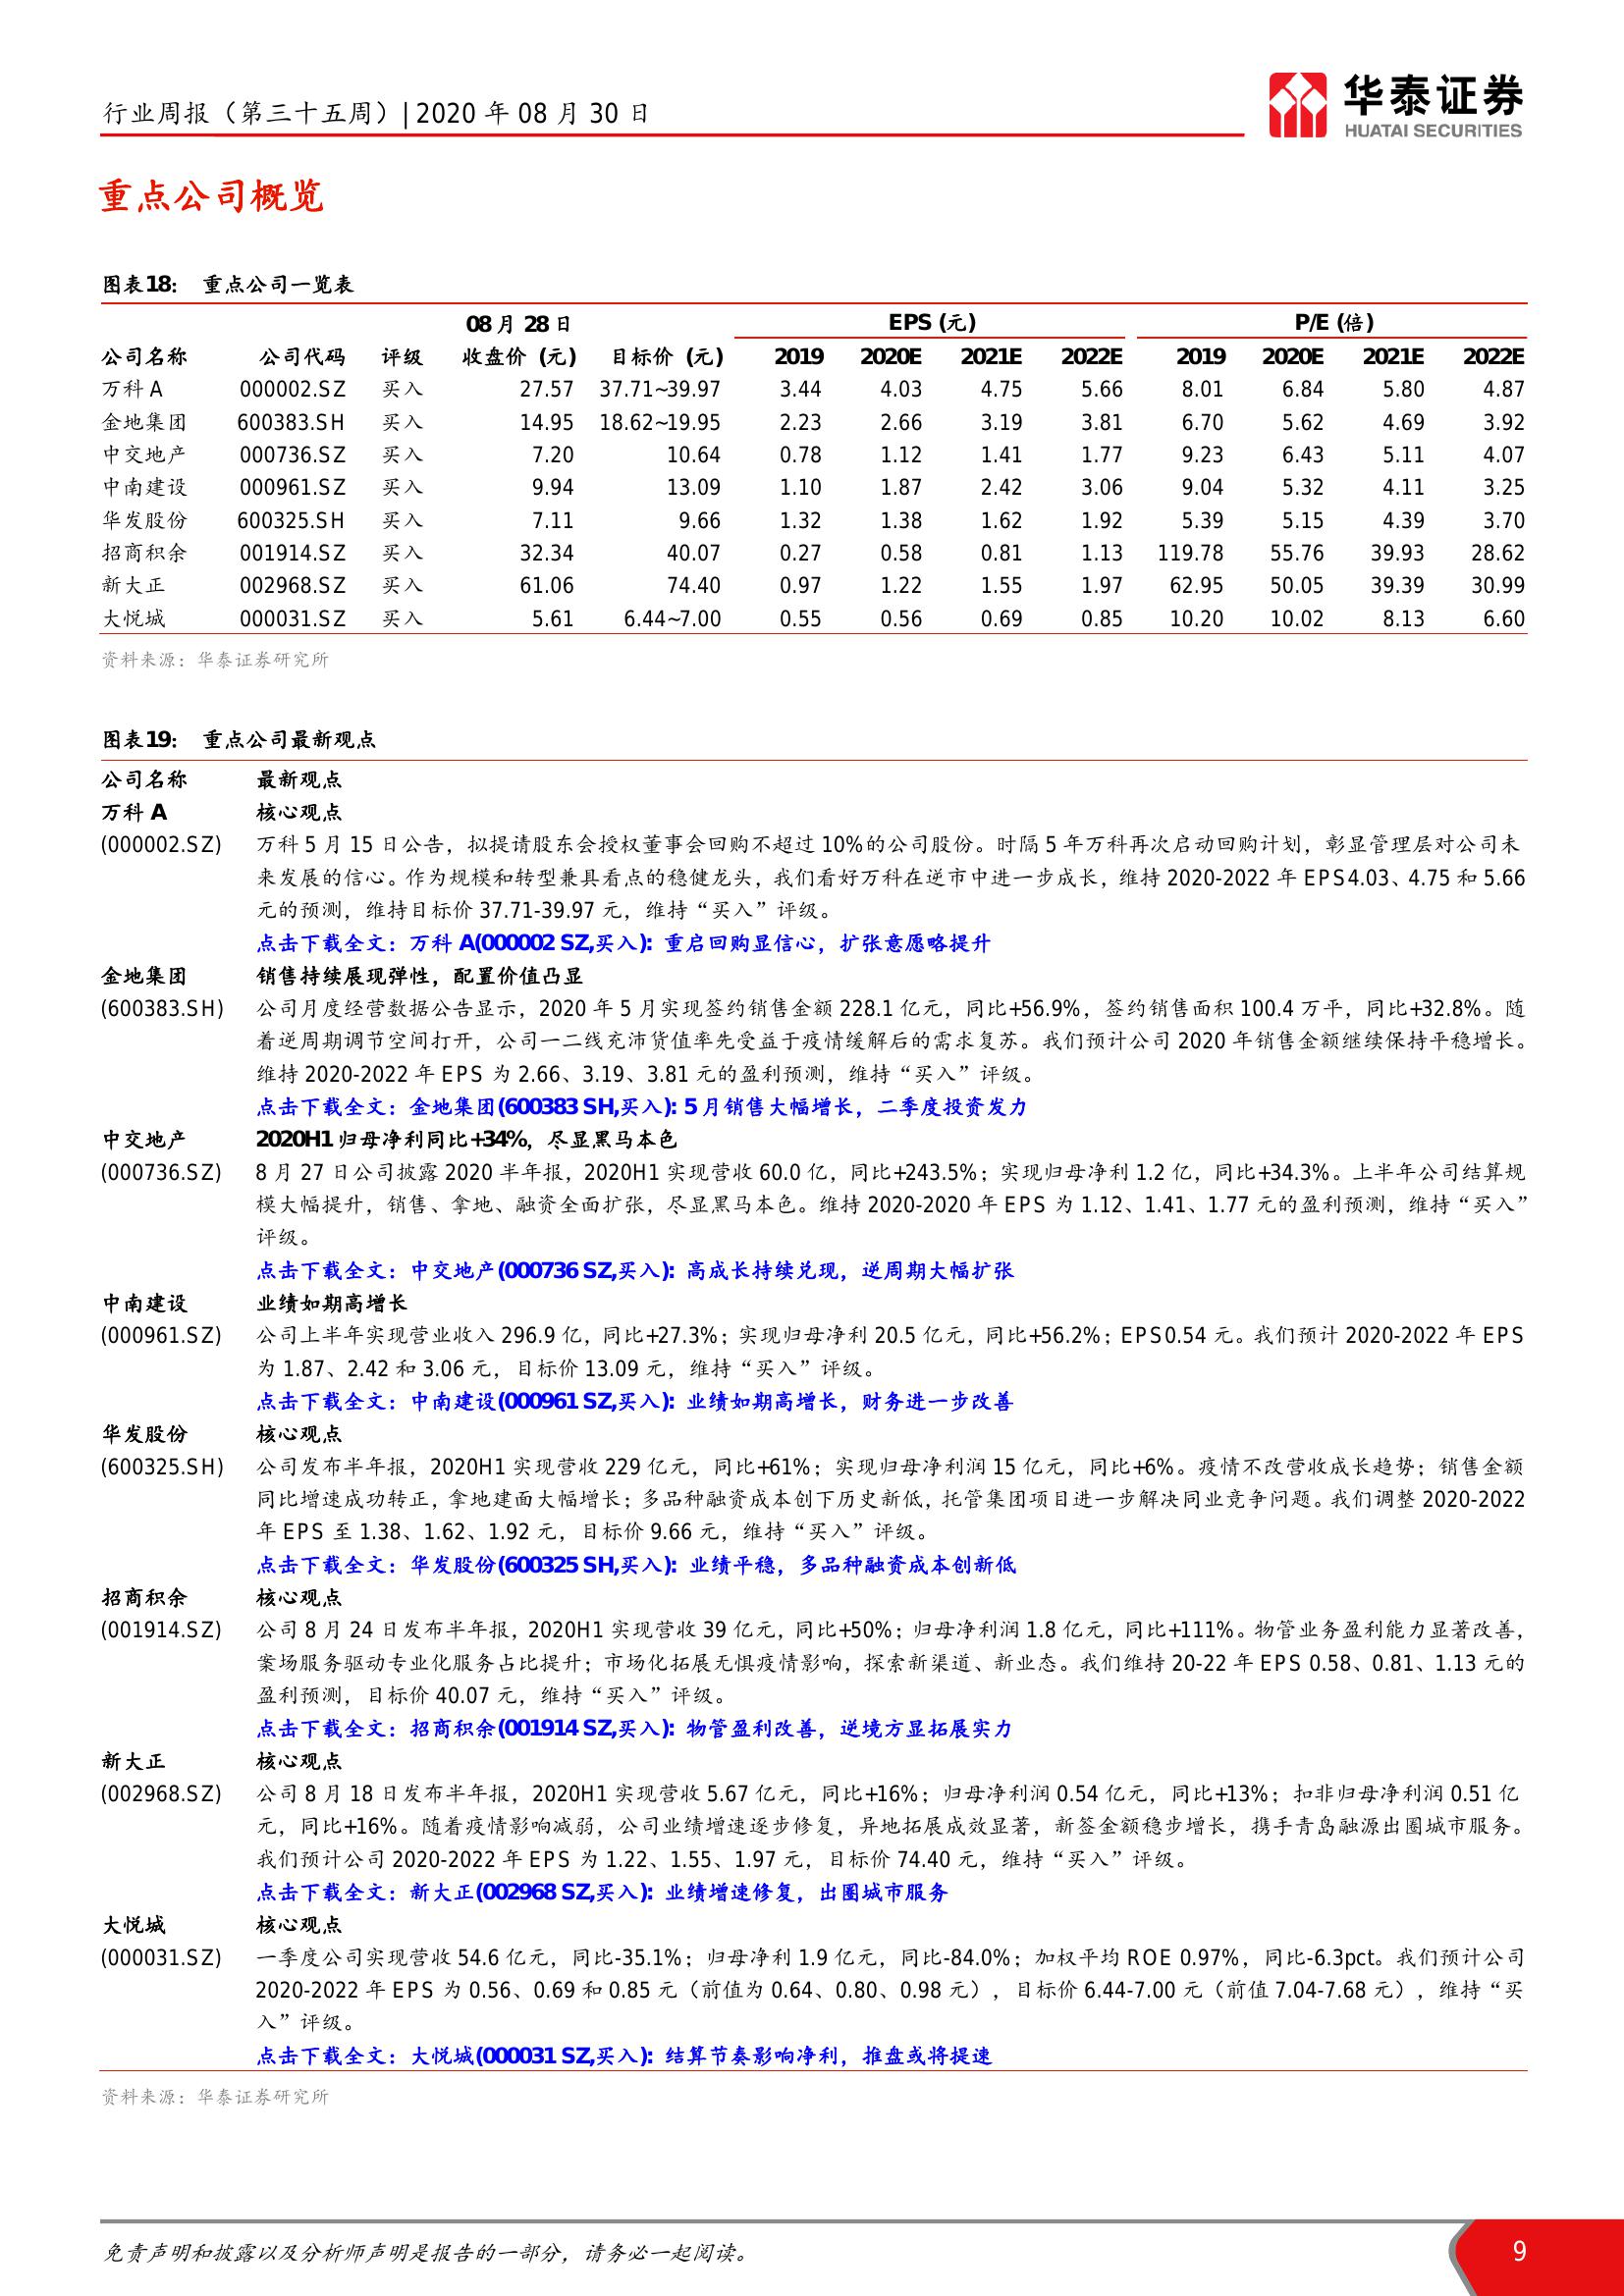 行业周报（第三十五周）| 2020 年 08 月 30 日
华泰证券
HUATAI SECURITIES
重点公司概览
图表18： 重点公司一览表
08 月 28 日 EPS (元) P/E (倍)
公司名称 公司代码 评级 收盘价 (元) 目标价 (元) 2019 2020E 2021E 2022E 2019 2020E 2021E 2022E
万科 A 000002.SZ 买入 27.57 37.71~39.97 3.44 4.03 4.75 5.66 8.01 6.84 5.80 4.87
金地集团 600383.SH 买入 14.95 18.62~19.95 2.23 2.66 3.19 3.81 6.70 5.62 4.69 3.92
中交地产 000736.SZ 买入 7.20 10.64 0.78 1.12 1.41 1.77 9.23 6.43 5.11 4.07
中南建设 000961.SZ 买入 9.94 13.09 1.10 1.87 2.42 3.06 9.04 5.32 4.11 3.25
华发股份 600325.SH 买入 7.11 9.66 1.32 1.38 1.62 1.92 5.39 5.15 4.39 3.70
招商积余 001914.SZ 买入 32.34 40.07 0.27 0.58 0.81 1.13 119.78 55.76 39.93 28.62
新大正 002968.SZ 买入 61.06 74.40 0.97 1.22 1.55 1.97 62.95 50.05 39.39 30.99
大悦城 000031.SZ 买入 5.61 6.44~7.00 0.55 0.56 0.69 0.85 10.20 10.02 8.13 6.60
资料来源：华泰证券研究所
图表19： 重点公司最新观点
公司名称 最新观点
万科 A 核心观点
(000002.SZ) 万科 5 月 15 日公告，拟提请股东会授权董事会回购不超过 10%的公司股份。时隔 5 年万科再次启动回购计划，彰显管理层对公司未
来发展的信心。作为规模和转型兼具看点的稳健龙头，我们看好万科在逆市中进一步成长，维持 2020-2022 年 EPS4.03、4.75 和 5.66
元的预测，维持目标价 37.71-39.97 元，维持“买入”评级。
点击下载全文：万科 A(000002 SZ,买入): 重启回购显信心，扩张意愿略提升
金地集团 销售持续展现弹性，配置价值凸显
(600383.SH) 公司月度经营数据公告显示，2020 年 5 月实现签约销售金额 228.1 亿元，同比+56.9%，签约销售面积 100.4 万平，同比+32.8%。随
着逆周期调节空间打开，公司一二线充沛货值率先受益于疫情缓解后的需求复苏。我们预计公司 2020 年销售金额继续保持平稳增长。
维持 2020-2022 年 EPS 为 2.66、3.19、3.81 元的盈利预测，维持“买入”评级。
点击下载全文：金地集团(600383 SH,买入): 5 月销售大幅增长，二季度投资发力
中交地产 2020H1 归母净利同比+34%，尽显黑马本色
(000736.SZ) 8 月 27 日公司披露 2020 半年报，2020H1 实现营收 60.0 亿，同比+243.5%；实现归母净利 1.2 亿，同比+34.3%。上半年公司结算规
模大幅提升，销售、拿地、融资全面扩张，尽显黑马本色。维持 2020-2020 年 EPS 为 1.12、1.41、1.77 元的盈利预测，维持“买入”
评级。
点击下载全文：中交地产(000736 SZ,买入): 高成长持续兑现，逆周期大幅扩张
中南建设 业绩如期高增长
(000961.SZ) 公司上半年实现营业收入 296.9 亿，同比+27.3%；实现归母净利 20.5 亿元，同比+56.2%；EPS0.54 元。我们预计 2020-2022 年 EPS
为 1.87、2.42 和 3.06 元，目标价 13.09 元，维持“买入”评级。
点击下载全文：中南建设(000961 SZ,买入): 业绩如期高增长，财务进一步改善
华发股份 核心观点
(600325.SH) 公司发布半年报，2020H1 实现营收 229 亿元，同比+61%；实现归母净利润 15 亿元，同比+6%。疫情不改营收成长趋势；销售金额
同比增速成功转正，拿地建面大幅增长；多品种融资成本创下历史新低，托管集团项目进一步解决同业竞争问题。我们调整 2020-2022
年 EPS 至 1.38、1.62、1.92 元，目标价 9.66 元，维持“买入”评级。
点击下载全文：华发股份(600325 SH,买入): 业绩平稳，多品种融资成本创新低
招商积余 核心观点
(001914.SZ) 公司 8 月 24 日发布半年报，2020H1 实现营收 39 亿元，同比+50%；归母净利润 1.8 亿元，同比+111%。物管业务盈利能力显著改善，
案场服务驱动专业化服务占比提升；市场化拓展无惧疫情影响，探索新渠道、新业态。我们维持 20-22 年 EPS 0.58、0.81、1.13 元的
盈利预测，目标价 40.07 元，维持“买入”评级。
点击下载全文：招商积余(001914 SZ,买入): 物管盈利改善，逆境方显拓展实力
新大正 核心观点
(002968.SZ) 公司 8 月 18 日发布半年报，2020H1 实现营收 5.67 亿元，同比+16%；归母净利润 0.54 亿元，同比+13%；扣非归母净利润 0.51 亿
元，同比+16%。随着疫情影响减弱，公司业绩增速逐步修复，异地拓展成效显著，新签金额稳步增长，携手青岛融源出圈城市服务。
我们预计公司 2020-2022 年 EPS 为 1.22、1.55、1.97 元，目标价 74.40 元，维持“买入”评级。
点击下载全文：新大正(002968 SZ,买入): 业绩增速修复，出圈城市服务
大悦城 核心观点
(000031.SZ) 一季度公司实现营收 54.6 亿元，同比-35.1%；归母净利 1.9 亿元，同比-84.0%；加权平均 ROE 0.97%，同比-6.3pct。我们预计公司
2020-2022 年 EPS 为 0.56、0.69 和 0.85 元（前值为 0.64、0.80、0.98 元），目标价 6.44-7.00 元（前值 7.04-7.68 元），维持“买
入”评级。
点击下载全文：大悦城(000031 SZ,买入): 结算节奏影响净利，推盘或将提速
资料来源：华泰证券研究所
免责声明和披露以及分析师声明是报告的一部分，请务必一起阅读。 9